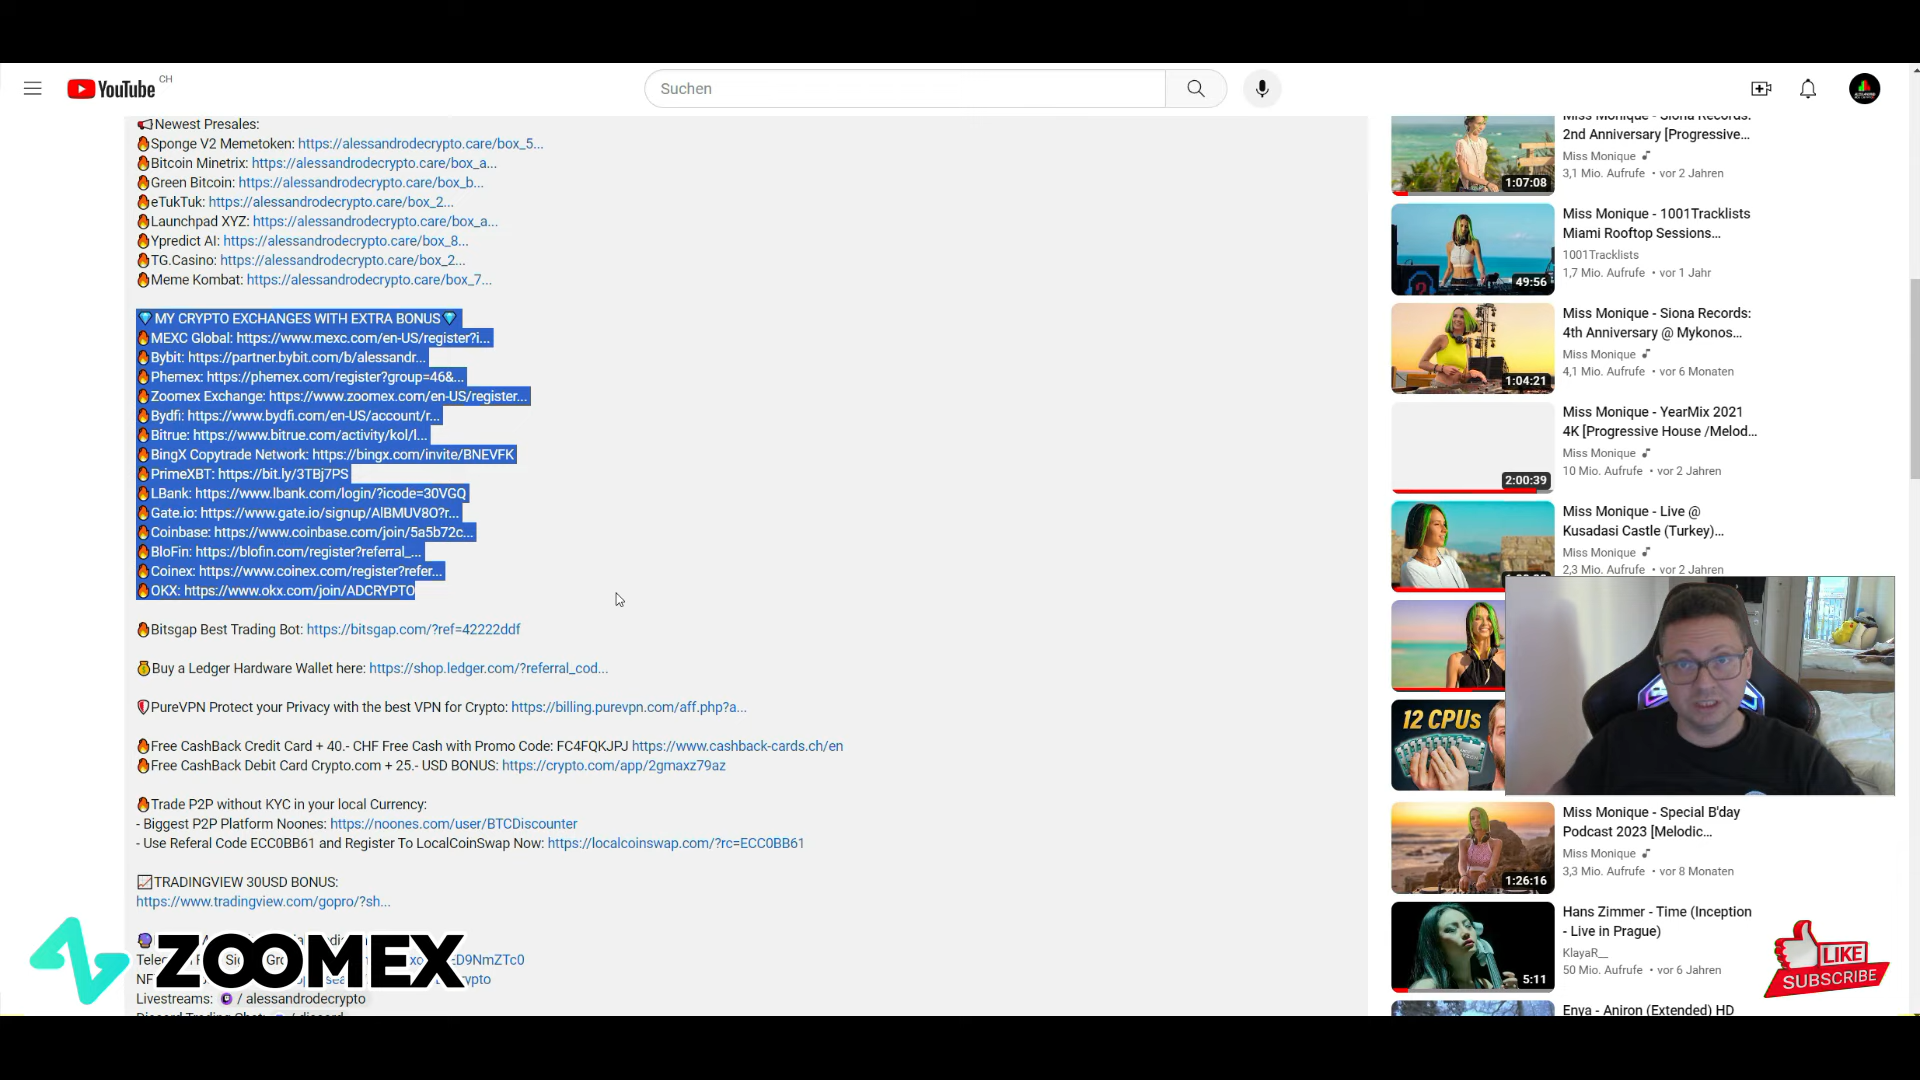 YouTube CH
Suchen
Newest Presales:
Sponge V2 Memetoken: https://alessandrodecrypto.care/box_5...
Bitcoin Minetrix: https://alessandrodecrypto.care/box_a...
Green Bitcoin: https://alessandrodecrypto.care/box_b...
eTukTuk: https://alessandrodecrypto.care/box_2...
Launchpad XYZ: https://alessandrodecrypto.care/box_a...
Ypredict AI: https://alessandrodecrypto.care/box_8...
TG.Casino: https://alessandrodecrypto.care/box_2...
Meme Kombat: https://alessandrodecrypto.care/box_7...
MY CRYPTO EXCHANGES WITH EXTRA BONUS
MEXC Global: https://www.mexc.com/en-US/register?i...
Bybit: https://partner.bybit.com/b/alessandr...
Phemex: https://phemex.com/register?group=46&...
Zoomex Exchange: https://www.zoomex.com/en-US/register...
Bydfi: https://www.bydfi.com/en-US/account/r...
Bitrue: https://www.bitrue.com/activity/kol/l...
BingX Copytrade Network: https://bingx.com/invite/BNEVFK
PrimeXBT: https://bit.ly/3TBj7PS
LBank: https://www.lbank.com/login/?icode=30VGQ
Gate.io: https://www.gate.io/signup/AlBMUV8O?r...
Coinbase: https://www.coinbase.com/join/5a5b72c...
BloFin: https://blofin.com/register?referral_...
Coinex: https://www.coinex.com/register?refer...
OKX: https://www.okx.com/join/ADCRYPTO
Bitsgap Best Trading Bot: https://bitsgap.com/?ref=42222ddf
Buy a Ledger Hardware Wallet here: https://shop.ledger.com/?referral_cod...
PureVPN Protect your Privacy with the best VPN for Crypto: https://billing.purevpn.com/aff.php?a...
Free CashBack Credit Card + 40.- CHF Free Cash with Promo Code: FC4FQKJPJ https://www.cashback-cards.ch/en
Free CashBack Debit Card Crypto.com + 25.- USD BONUS: https://crypto.com/app/2gmaxz79az
Trade P2P without KYC in your local Currency:
- Biggest P2P Platform Noones: https://noones.com/user/BTCDiscounter
- Use Referal Code ECC0BB61 and Register To LocalCoinSwap Now: https://localcoinswap.com/?rc=ECC0BB61
TRADINGVIEW 30USD BONUS:
https://www.tradingview.com/gopro/?sh...
ZOOMEX
Livestreams: / alessandrodecrypto
Miss Monique - Siona Records:
2nd Anniversary [Progressive...
Miss Monique
3,1 Mio. Aufrufe • vor 2 Jahren
1:07:08
Miss Monique - 1001Tracklists
Miami Rooftop Sessions...
1001Tracklists
1,7 Mio. Aufrufe • vor 1 Jahr
49:56
Miss Monique - Siona Records:
4th Anniversary @ Mykonos...
Miss Monique
4,1 Mio. Aufrufe • vor 6 Monaten
1:04:21
Miss Monique - YearMix 2021
4K [Progressive House /Melod...
Miss Monique
10 Mio. Aufrufe • vor 2 Jahren
2:00:39
Miss Monique - Live @
Kusadasi Castle (Turkey)...
Miss Monique
2,3 Mio. Aufrufe • vor 2 Jahren
12 CPUs
Miss Monique - Special B'day
Podcast 2023 [Melodic...
Miss Monique
3,3 Mio. Aufrufe • vor 8 Monaten
1:26:16
Hans Zimmer - Time (Inception
- Live in Prague)
KlayaR__
50 Mio. Aufrufe • vor 6 Jahren
5:11
Enya - Aniron (Extended) HD
LIKE
SUBSCRIBE